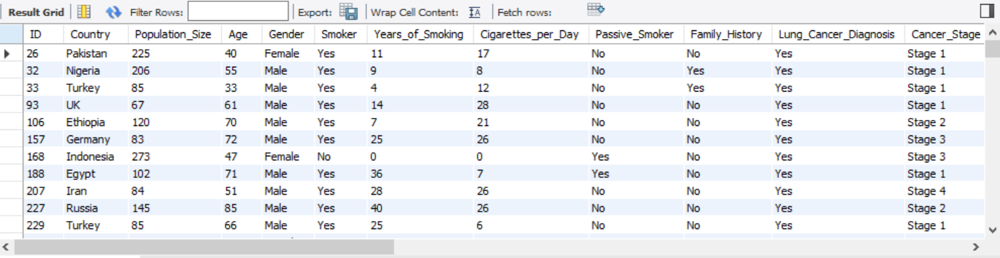 Result Grid Filter Rows: Export: Wrap Cell Content: Fetch rows:
ID Country Population_Size Age Gender Smoker Years_of_Smoking Cigarettes_per_Day Passive_Smoker Family_History Lung_Cancer_Diagnosis Cancer_Stage
26 Pakistan 225 40 Female Yes 11 17 No No Yes Stage 1
32 Nigeria 206 55 Male Yes 9 8 No Yes Yes Stage 1
33 Turkey 85 33 Male Yes 4 12 No Yes Yes Stage 1
93 UK 67 61 Male Yes 14 28 No No Yes Stage 1
106 Ethiopia 120 70 Male Yes 7 21 No No Yes Stage 2
157 Germany 83 72 Male Yes 25 26 No No Yes Stage 3
168 Indonesia 273 47 Female No 0 0 Yes No Yes Stage 3
188 Egypt 102 71 Male Yes 36 7 Yes No Yes Stage 1
207 Iran 84 51 Male Yes 28 26 No No Yes Stage 4
227 Russia 145 85 Male Yes 40 26 No No Yes Stage 2
229 Turkey 85 66 Male Yes 25 6 No No Yes Stage 1